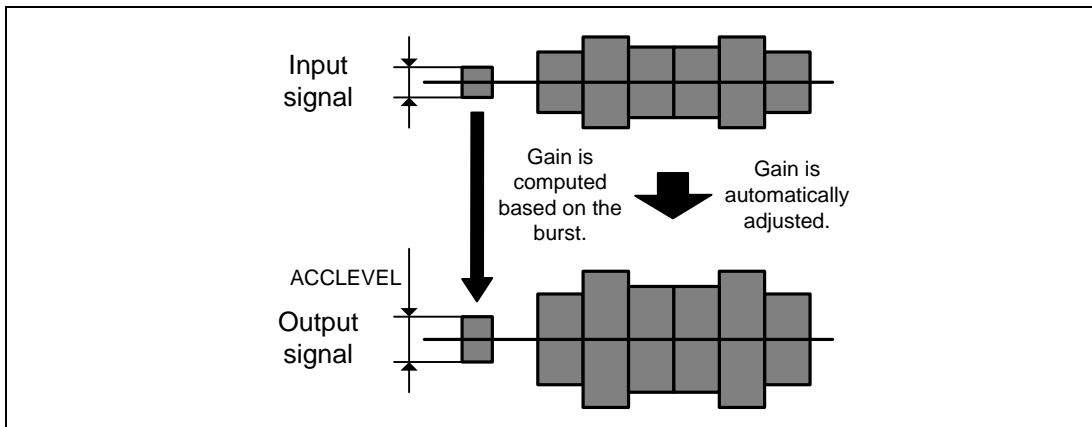 Input
signal
Gain is
computed
based on the
burst.
Gain is
automatically
adjusted.
ACCLEVEL
Output
signal